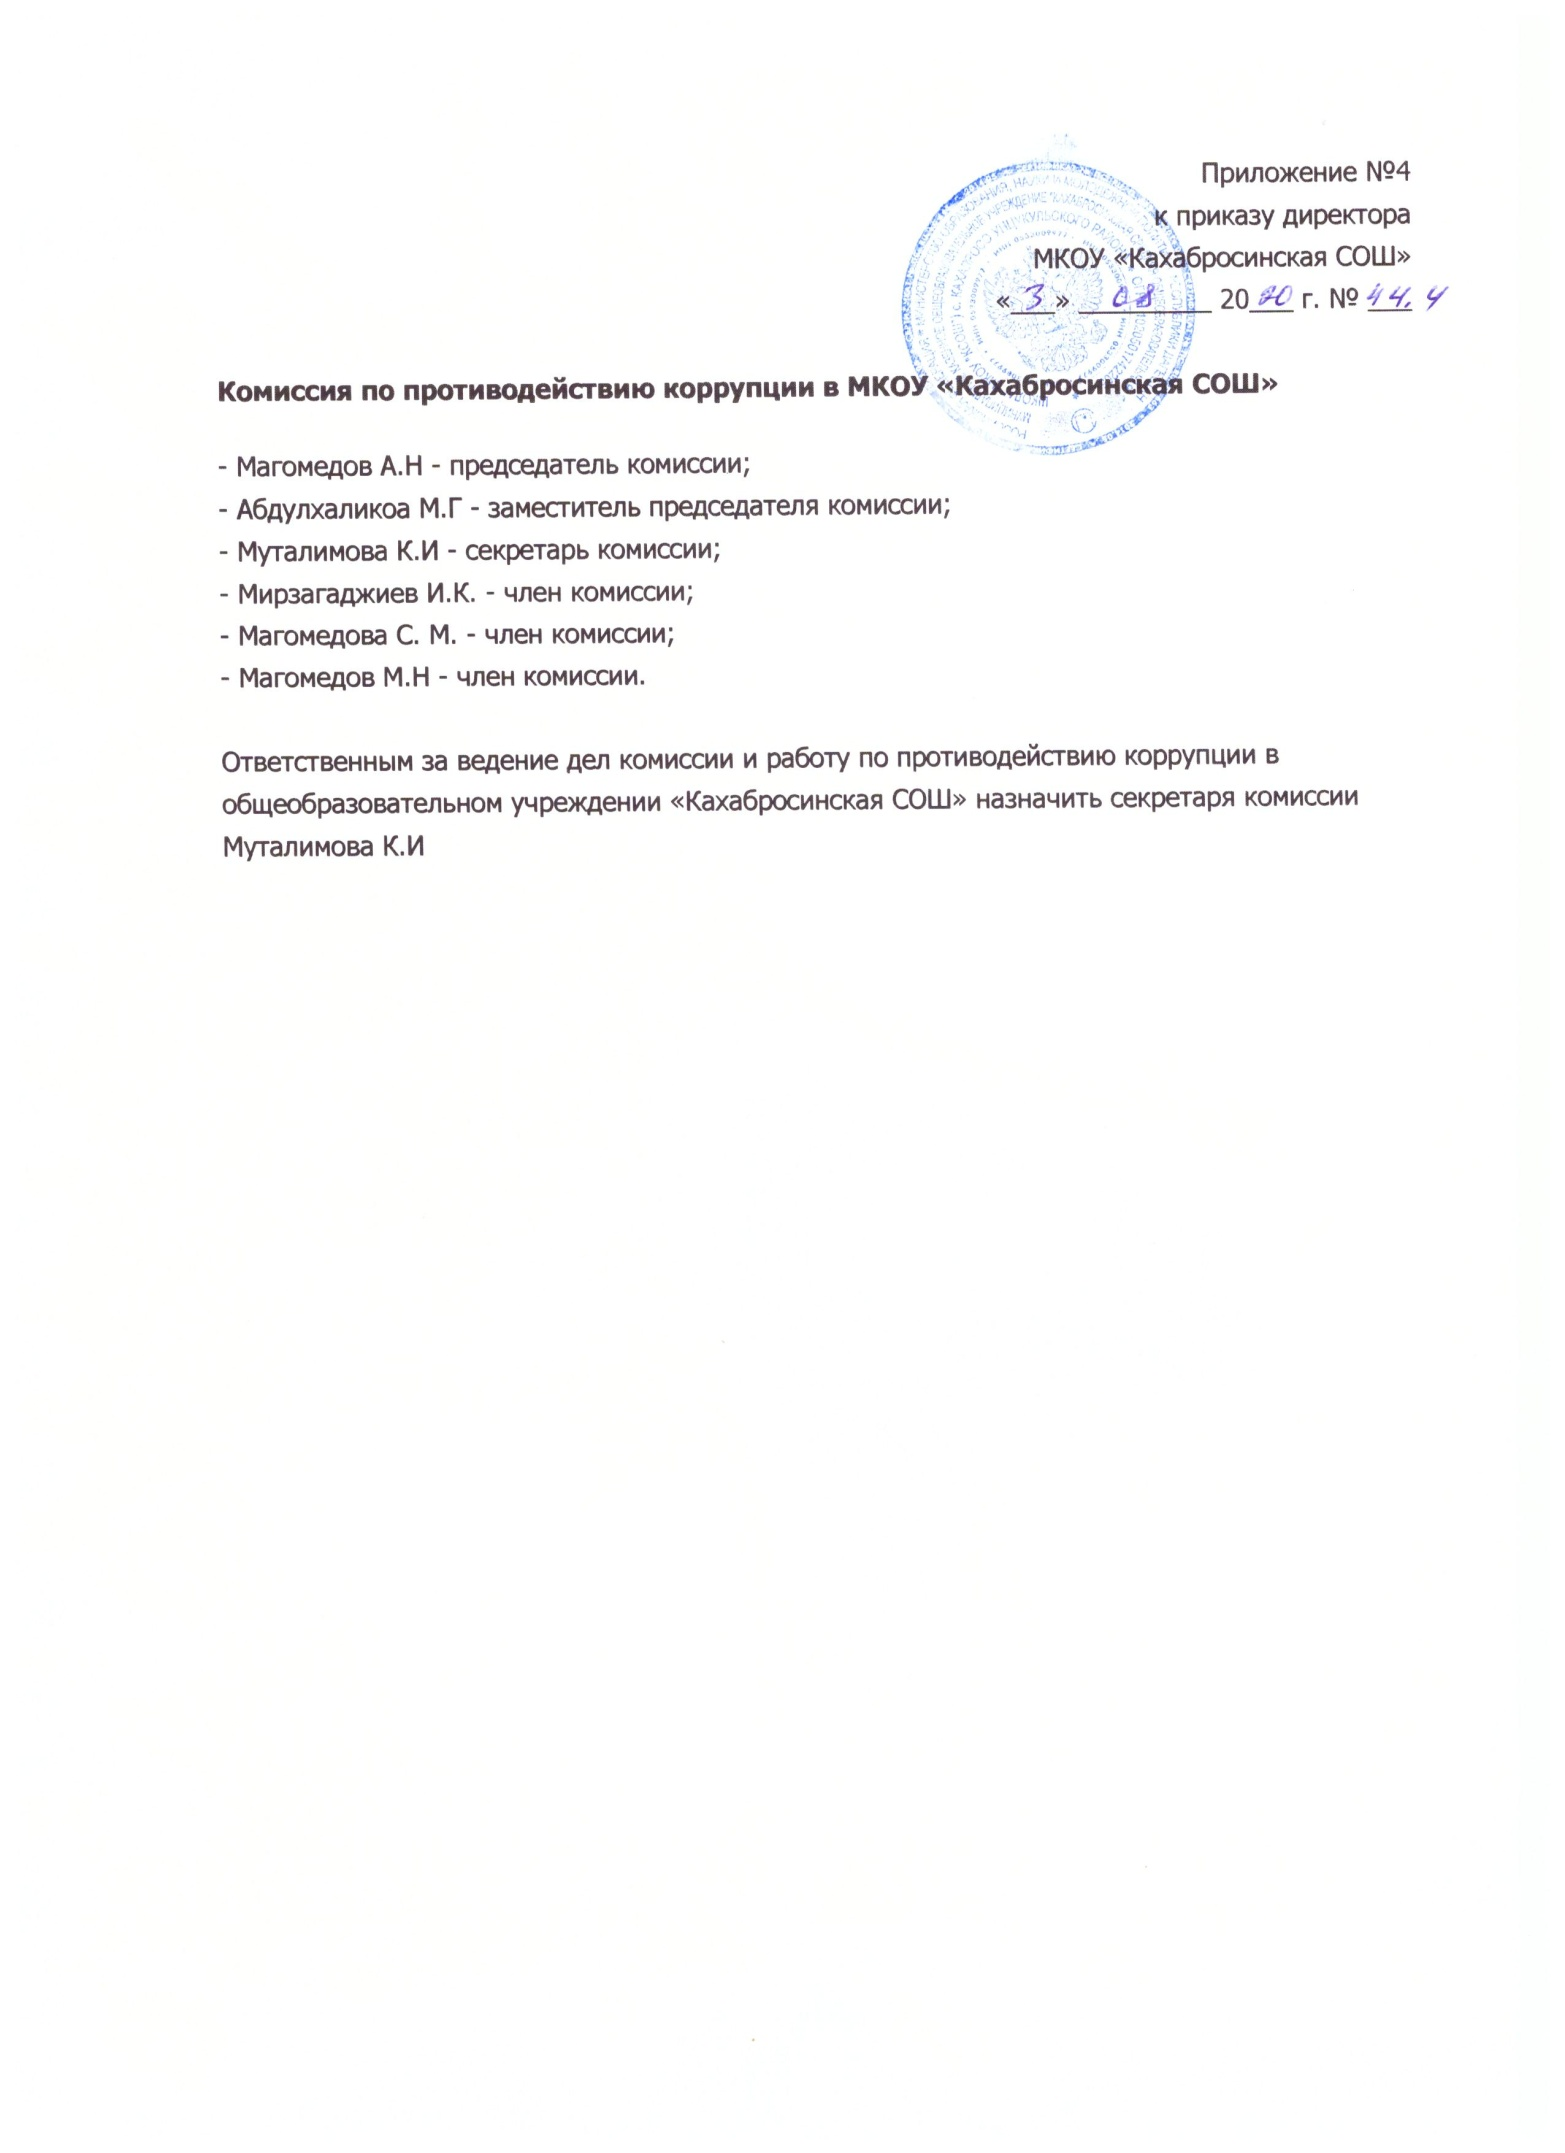 Приложение №4
к приказу директора
МКОУ «Кахабросинская СОШ»
«3» 08 2020 г. № 44.4
Комиссия по противодействию коррупции в МКОУ «Кахабросинская СОШ»
- Магомедов А.Н - председатель комиссии;
- Абдулхаликоа М.Г - заместитель председателя комиссии;
- Муталимова К.И - секретарь комиссии;
- Мирзагаджиев И.К. - член комиссии;
- Магомедова С. М. - член комиссии;
- Магомедов М.Н - член комиссии.
Ответственным за ведение дел комиссии и работу по противодействию коррупции в
общеобразовательном учреждении «Кахабросинская СОШ» назначить секретаря комиссии
Муталимова К.И